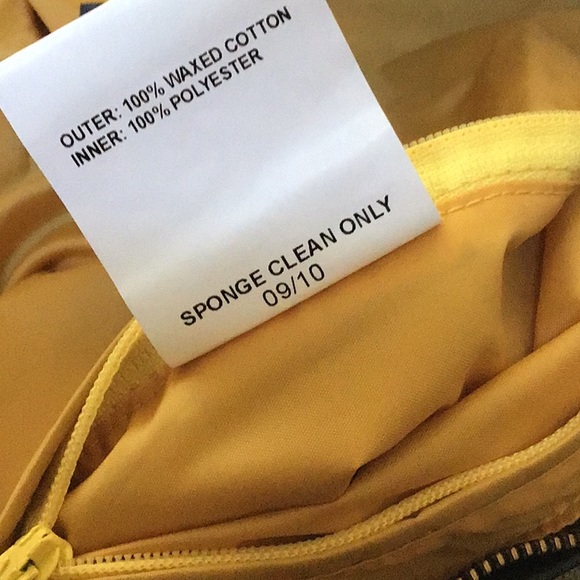 OUTER: 100% WAXED COTTON
INNER: 100% POLYESTER
SPONGE CLEAN ONLY
09/10